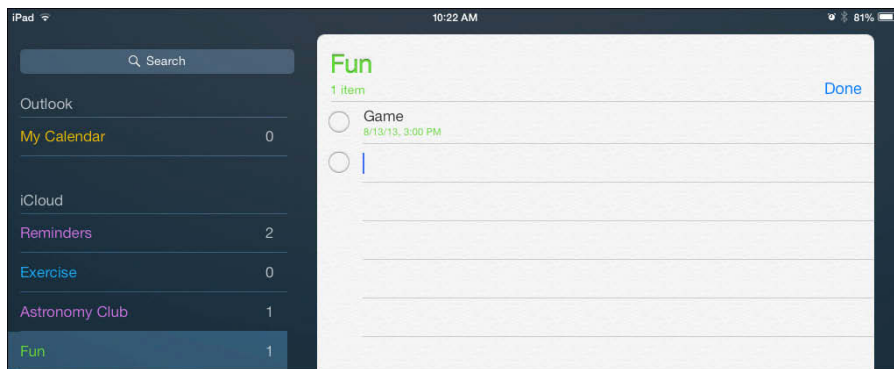 iPad
10:22 AM
81%
Search
Outlook
My Calendar 0
iCloud
Reminders 2
Exercise 0
Astronomy Club 1
Fun 1
Fun
1 item
Done
Game
8/13/13, 3:00 PM